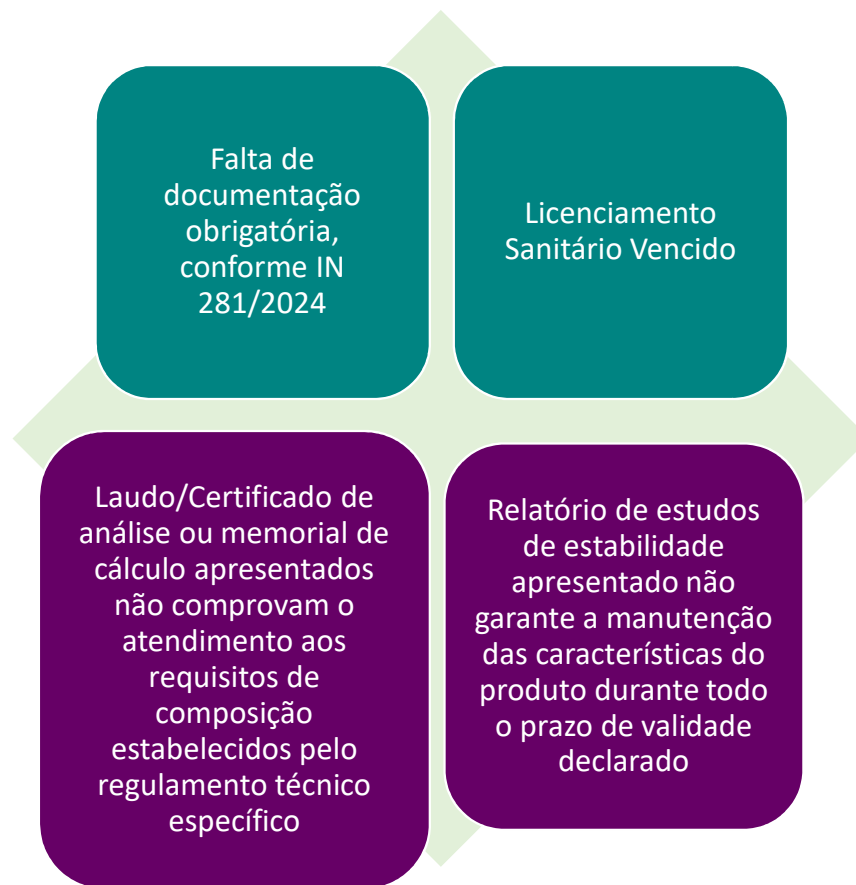 Falta de
documentação
obrigatória,
conforme IN
281/2024
Licenciamento
Sanitário Vencido
Laudo/Certificado de
análise ou memorial de
cálculo apresentados
não comprovam o
atendimento aos
requisitos de
composição
estabelecidos pelo
regulamento técnico
específico
Relatório de estudos
de estabilidade
apresentado não
garante a manutenção
das características do
produto durante todo
o prazo de validade
declarado